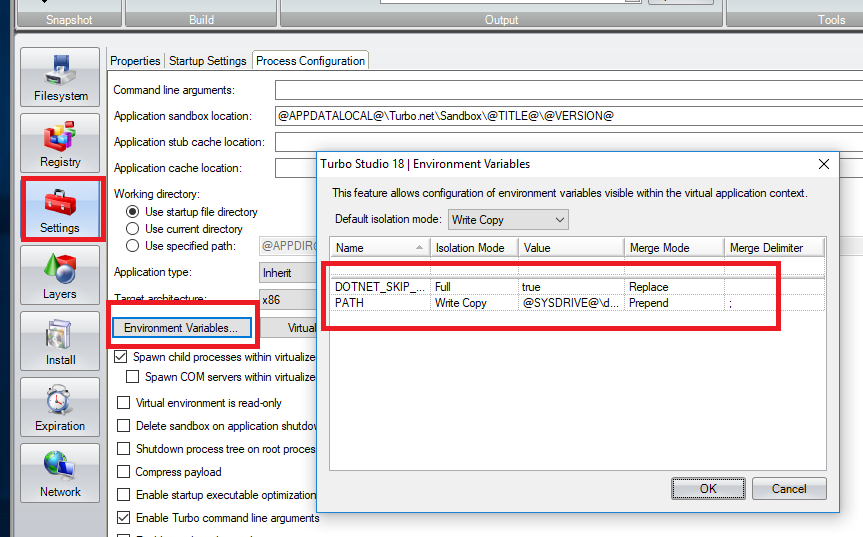 Snapshot Build Output Tools
Filesystem
Registry
Settings
Layers
Install
Expiration
Network
Properties Startup Settings Process Configuration
Command line arguments:
Application sandbox location: @APPDATALOCAL@\Turbo.net\Sandbox\@TITLE@\@VERSION@
Application stub cache location:
Application cache location:
Working directory:
Use startup file directory
Use current directory
Use specified path: @APPDIR
Application type: Inherit
Target architecture: x86
Environment Variables... Virtual
Spawn child processes within virtualize
Spawn COM servers within virtualize
Virtual environment is read-only
Delete sandbox on application shutdow
Shutdown process tree on root proces
Compress payload
Enable startup executable optimization
Enable Turbo command line arguments
Turbo Studio 18 | Environment Variables
This feature allows configuration of environment variables visible within the virtual application context.
Default isolation mode: Write Copy
Name Isolation Mode Value Merge Mode Merge Delimiter
DOTNET_SKIP_... Full true Replace
PATH Write Copy @SYSDRIVE@\d... Prepend ;
OK Cancel